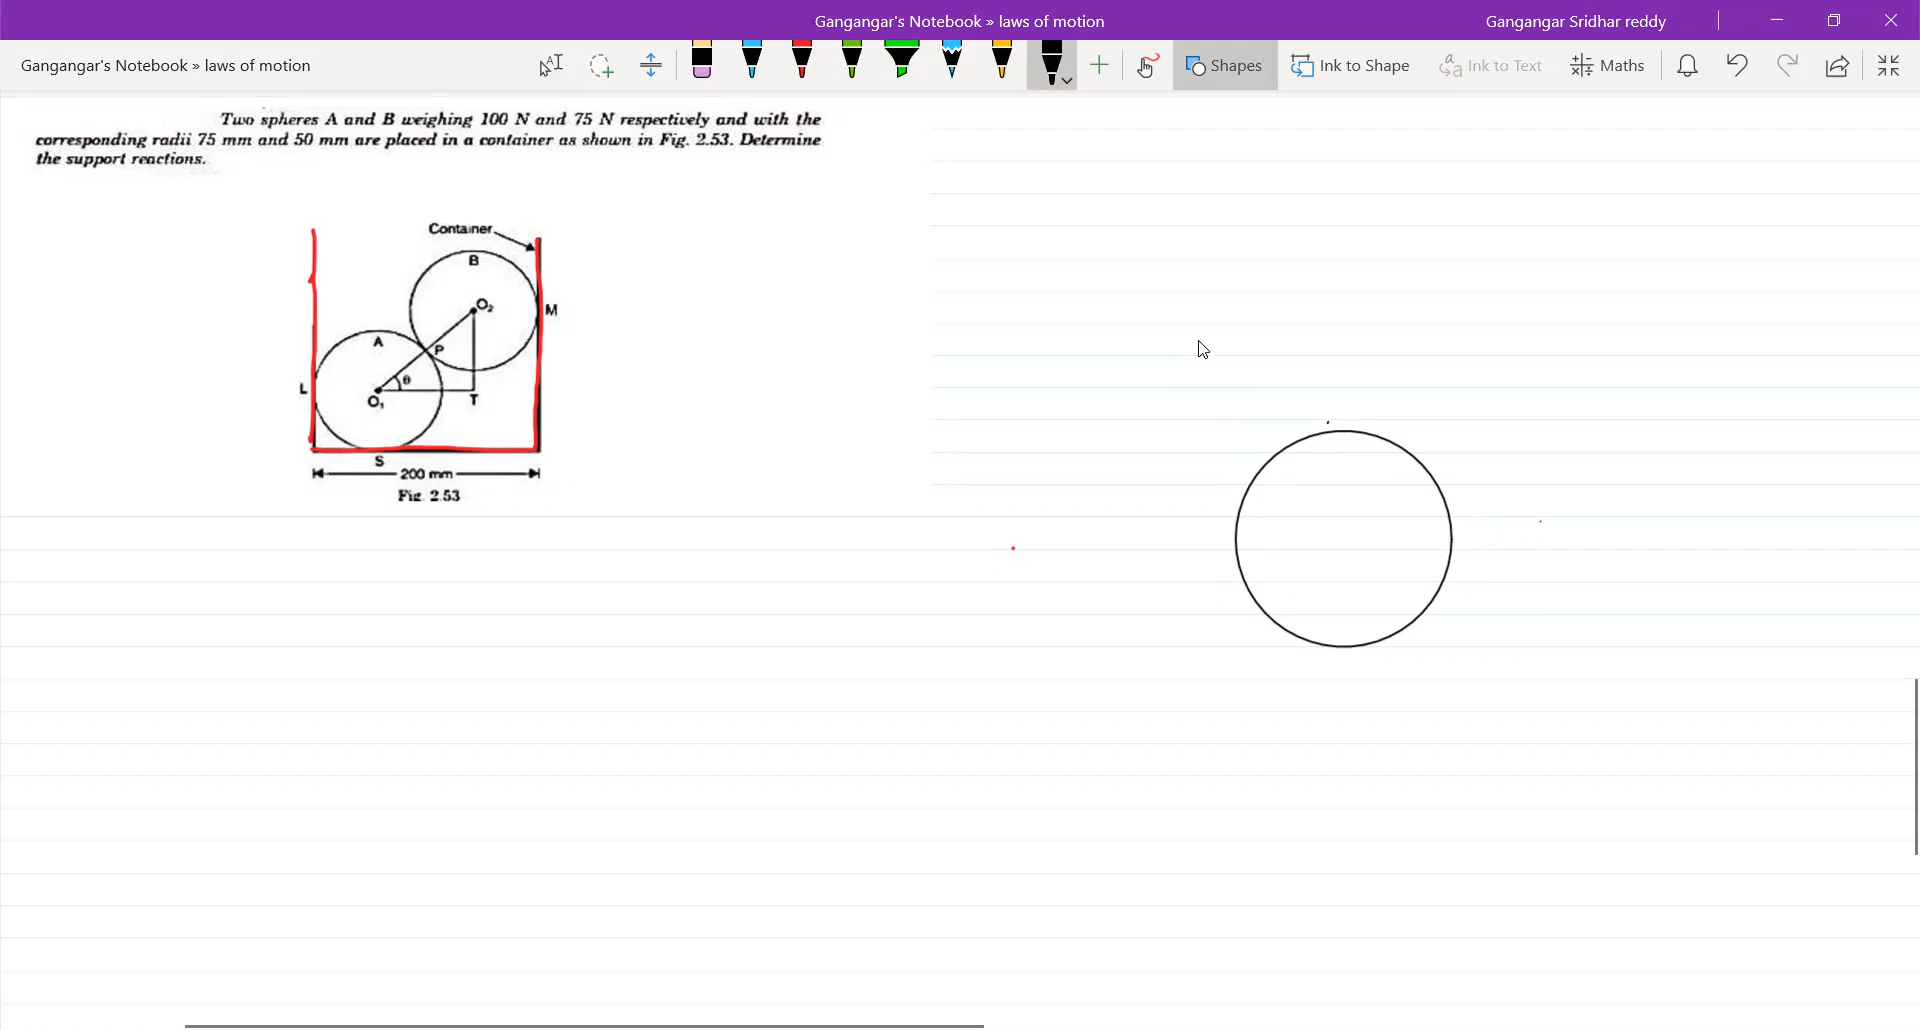 Gangangar's Notebook » laws of motion
Gangangar Sridhar reddy
Gangangar's Notebook » laws of motion
Shapes
Ink to Shape
Ink to Text
Maths
Two spheres A and B weighing 100 N and 75 N respectively and with the
corresponding radii 75 mm and 50 mm are placed in a container as shown in Fig. 2.53. Determine
the support reactions.
Container
B
O₂
M
A
P
L
θ
O₁
T
S
200 mm
Fig 2.53